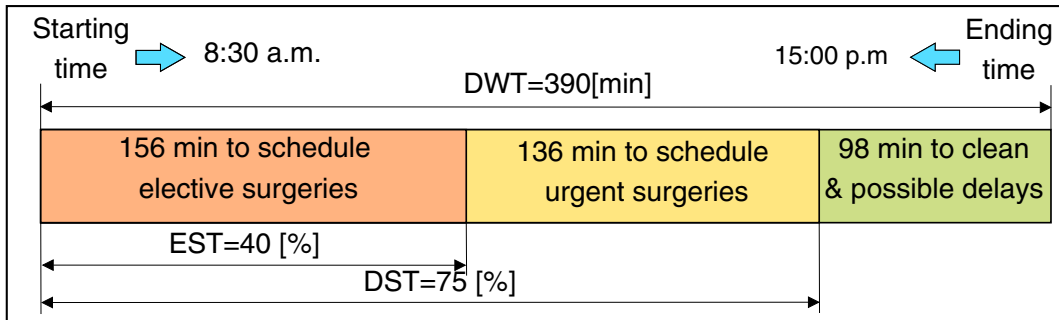 Starting
time
8:30 a.m.
15:00 p.m
Ending
time
DWT=390[min]
156 min to schedule
elective surgeries
136 min to schedule
urgent surgeries
98 min to clean
& possible delays
EST=40 [%]
DST=75 [%]